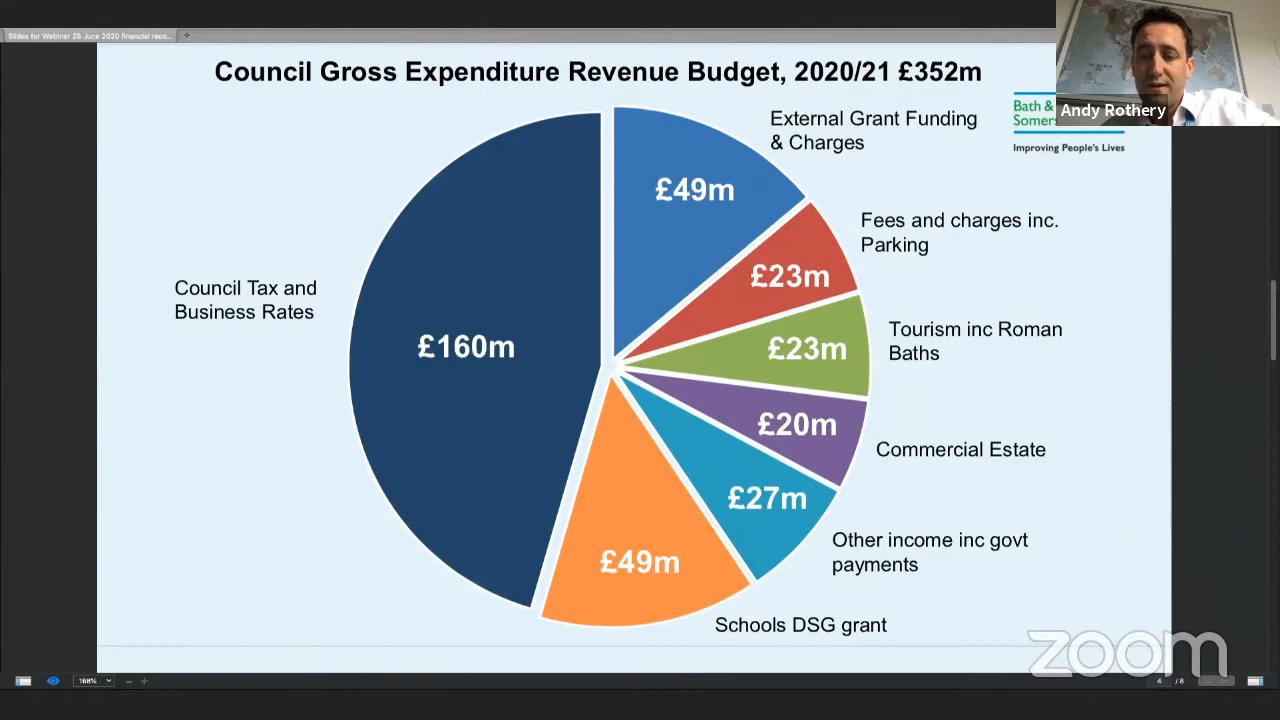 Slides for Webinar 29 June 2020 financial reco...
Council Gross Expenditure Revenue Budget, 2020/21 £352m
Andy Rothery
Bath &
Somers
Improving People's Lives
External Grant Funding
& Charges
£49m
Fees and charges inc.
Parking
£23m
Tourism inc Roman
Baths
£23m
Commercial Estate
£20m
Other income inc govt
payments
£27m
Schools DSG grant
£49m
Council Tax and
Business Rates
£160m
zoom
168%
4 / 8